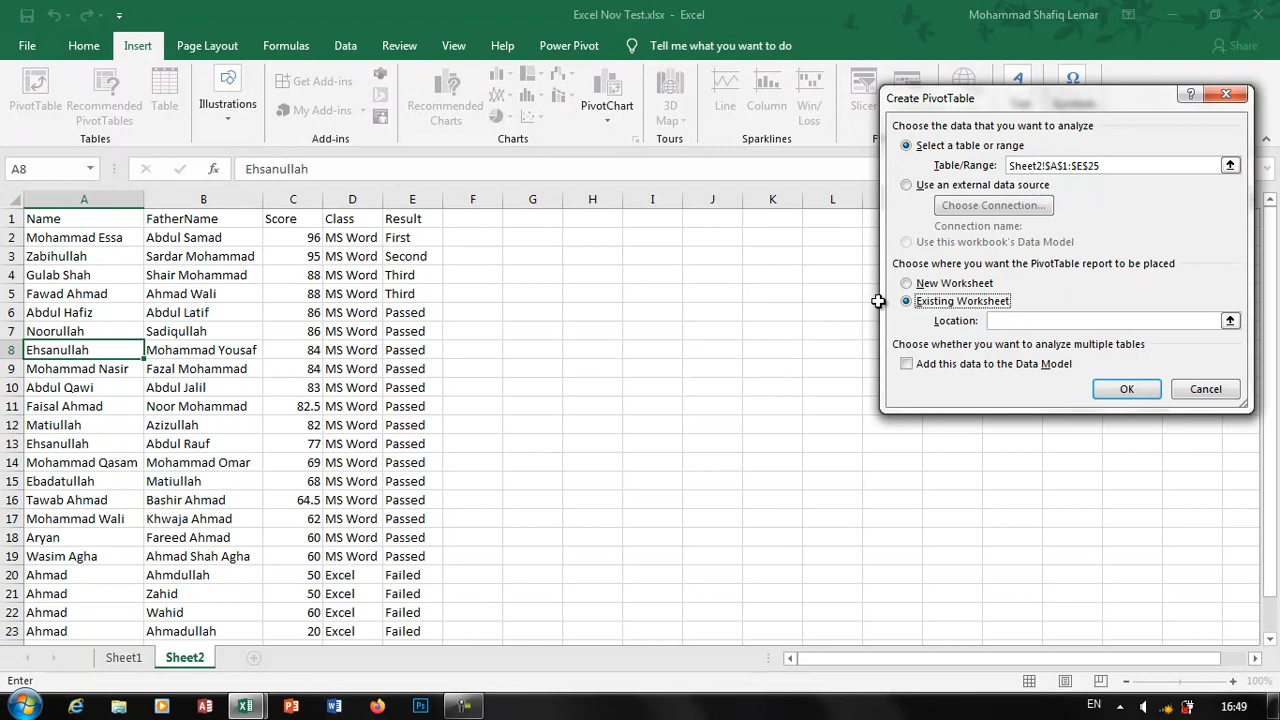 Excel Nov Test.xlsx - Excel
Mohammad Shafiq Lemar
File Home Insert Page Layout Formulas Data Review View Help Power Pivot Tell me what you want to do Share
PivotTable
Recommended PivotTables
Table
Tables
Illustrations
Get Add-ins
My Add-ins
Add-ins
Recommended Charts
Charts
PivotChart
3D Map
Tours
Line
Column
Win/Loss
Sparklines
Slicer
A8
fx
Ehsanullah
A B C D E F G H I J K L
1 Name FatherName Score Class Result
2 Mohammad Essa Abdul Samad 96 MS Word First
3 Zabihullah Sardar Mohammad 95 MS Word Second
4 Gulab Shah Shair Mohammad 88 MS Word Third
5 Fawad Ahmad Ahmad Wali 88 MS Word Third
6 Abdul Hafiz Abdul Latif 86 MS Word Passed
7 Noorullah Sadiqullah 86 MS Word Passed
8 Ehsanullah Mohammad Yousaf 84 MS Word Passed
9 Mohammad Nasir Fazal Mohammad 84 MS Word Passed
10 Abdul Qawi Abdul Jalil 83 MS Word Passed
11 Faisal Ahmad Noor Mohammad 82.5 MS Word Passed
12 Matiullah Azizullah 82 MS Word Passed
13 Ehsanullah Abdul Rauf 77 MS Word Passed
14 Mohammad Qasam Mohammad Omar 69 MS Word Passed
15 Ebadatullah Matiullah 68 MS Word Passed
16 Tawab Ahmad Bashir Ahmad 64.5 MS Word Passed
17 Mohammad Wali Khwaja Ahmad 62 MS Word Passed
18 Aryan Fareed Ahmad 60 MS Word Passed
19 Wasim Agha Ahmad Shah Agha 60 MS Word Passed
20 Ahmad Ahmdullah 50 Excel Failed
21 Ahmad Zahid 50 Excel Failed
22 Ahmad Wahid 60 Excel Failed
23 Ahmad Ahmadullah 20 Excel Failed
Create PivotTable
Choose the data that you want to analyze
Select a table or range
Table/Range: Sheet2!$A$1:$E$25
Use an external data source
Choose Connection...
Connection name:
Use this workbook's Data Model
Choose where you want the PivotTable report to be placed
New Worksheet
Existing Worksheet
Location:
Choose whether you want to analyze multiple tables
Add this data to the Data Model
OK Cancel
Sheet1 Sheet2
Enter
100%
EN
16:49